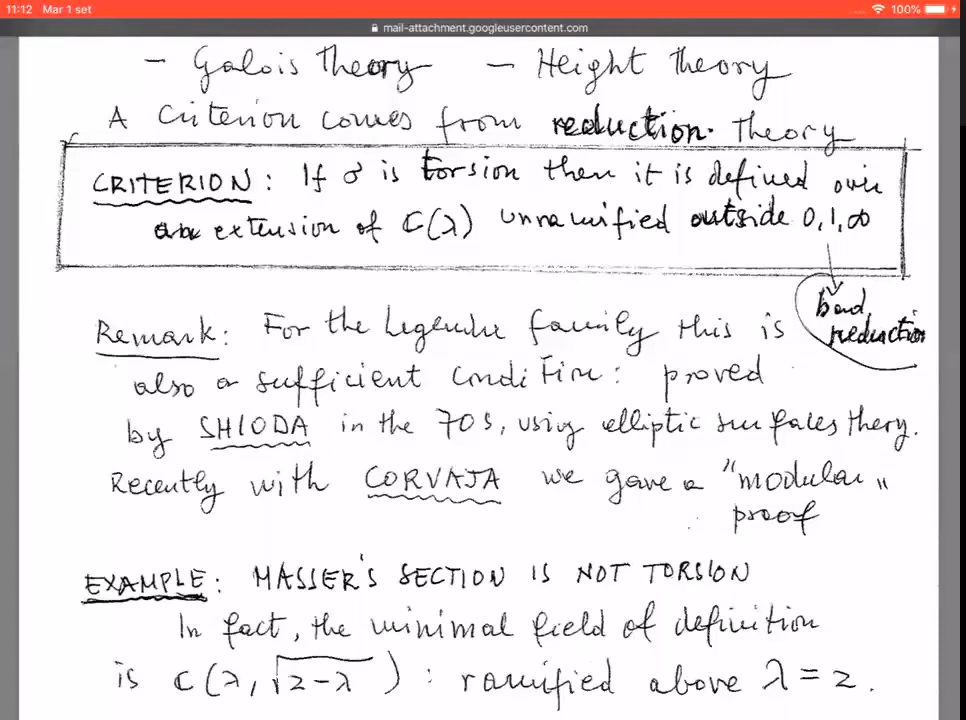 11:12 Mar 1 set
100%
mail-attachment.googleusercontent.com
- Galois Theory - Height Theory
A criterion comes from reduction theory
CRITERION: If σ is torsion then it is defined over
an extension of C(λ) unramified outside 0, 1, ∞
bad
reduction
Remark: For the Legendre family this is
also a sufficient condition: proved
by SHIODA in the 70s, using elliptic surfaces thery.
Recently with CORVAJA we gave a "modular"
proof
EXAMPLE: MASSER'S SECTION IS NOT TORSION
In fact, the minimal field of definition
is C(λ, √2-λ) : ramified above λ = 2.